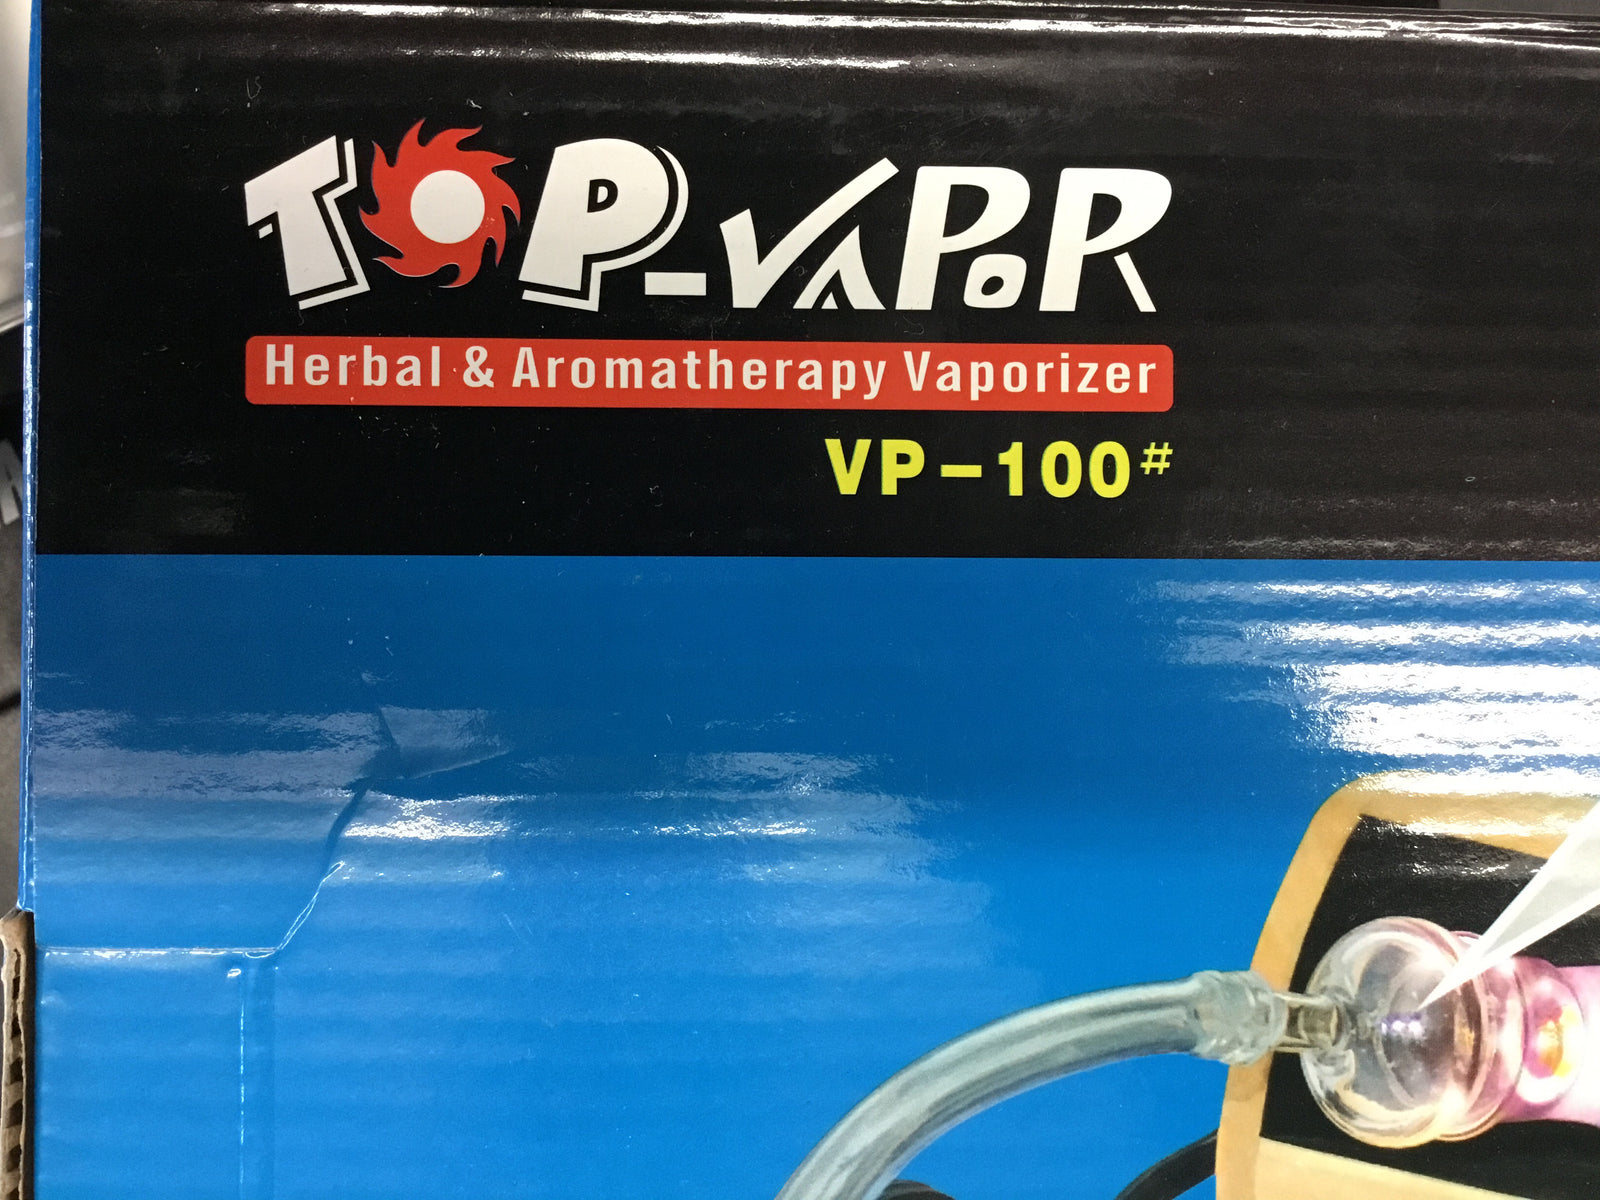 TOP-VAPOR
Herbal & Aromatherapy Vaporizer
VP-100#